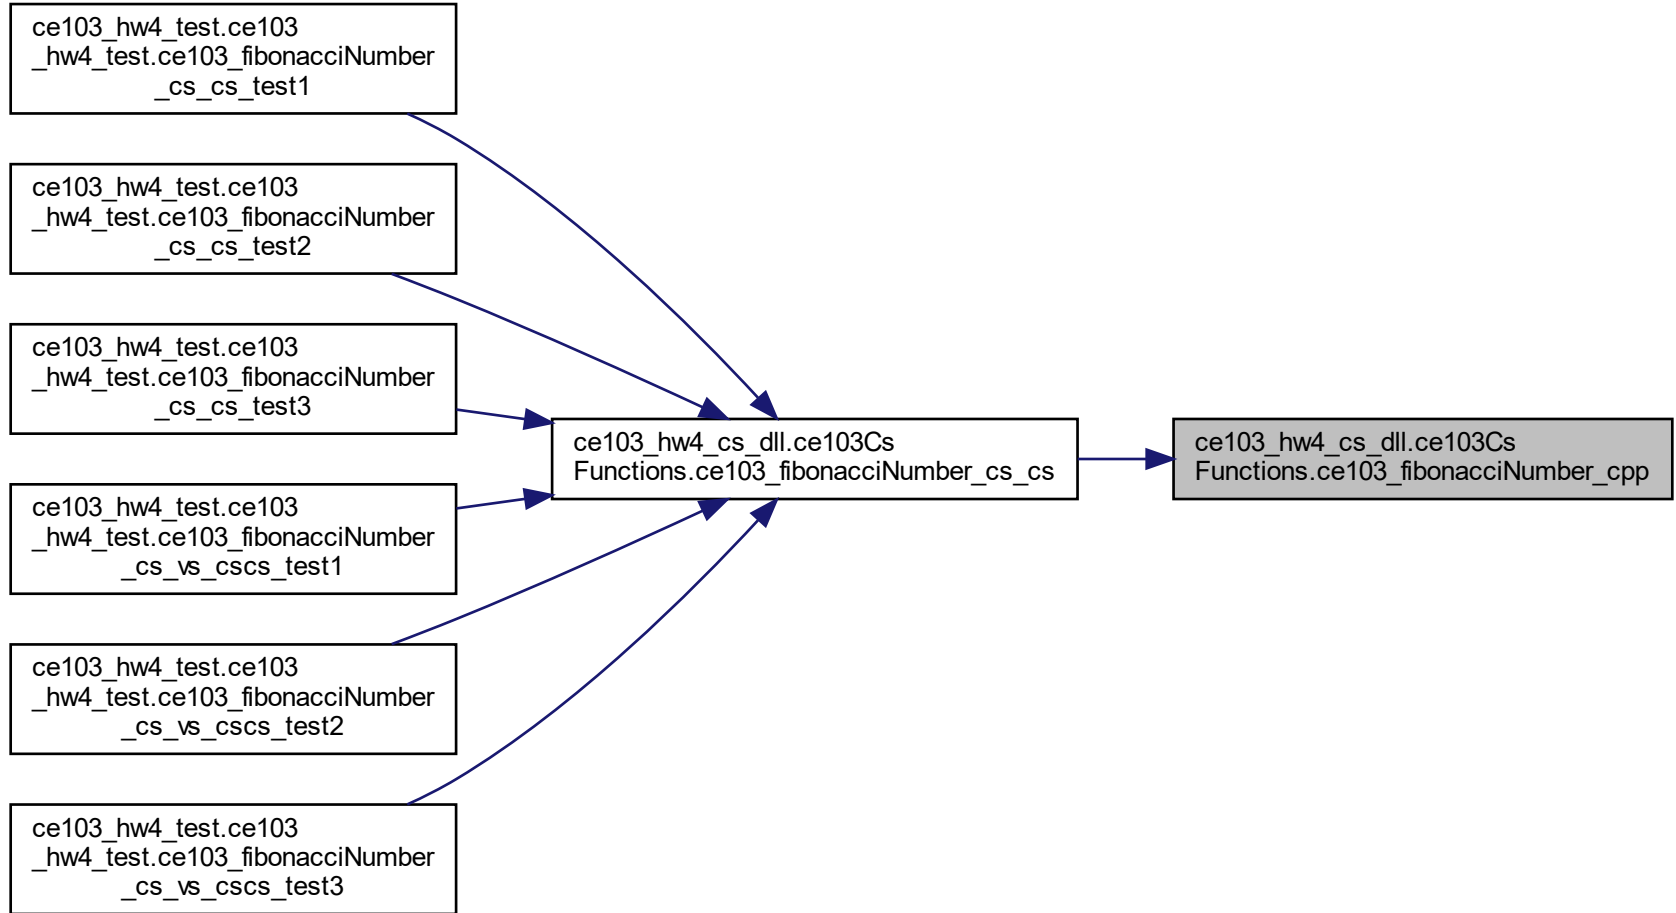 ce103_hw4_test.ce103
_hw4_test.ce103_fibonacciNumber
_cs_cs_test1
ce103_hw4_test.ce103
_hw4_test.ce103_fibonacciNumber
_cs_cs_test2
ce103_hw4_test.ce103
_hw4_test.ce103_fibonacciNumber
_cs_cs_test3
ce103_hw4_test.ce103
_hw4_test.ce103_fibonacciNumber
_cs_vs_cscs_test1
ce103_hw4_test.ce103
_hw4_test.ce103_fibonacciNumber
_cs_vs_cscs_test2
ce103_hw4_test.ce103
_hw4_test.ce103_fibonacciNumber
_cs_vs_cscs_test3
ce103_hw4_cs_dll.ce103Cs
Functions.ce103_fibonacciNumber_cs_cs
ce103_hw4_cs_dll.ce103Cs
Functions.ce103_fibonacciNumber_cpp